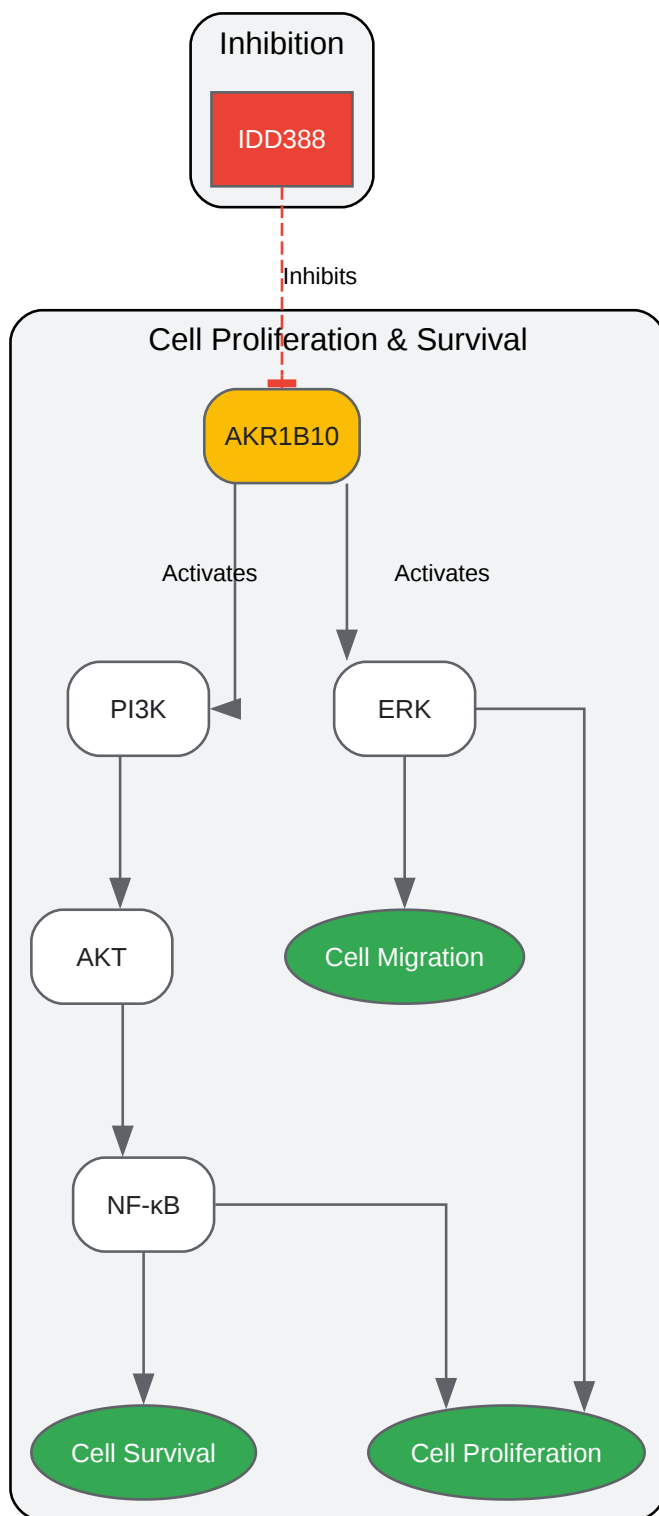 Inhibition
IDD388
Inhibits
Cell Proliferation & Survival
AKR1B10
Activates
Activates
PI3K
ERK
AKT
Cell Migration
NF-κB
Cell Survival
Cell Proliferation